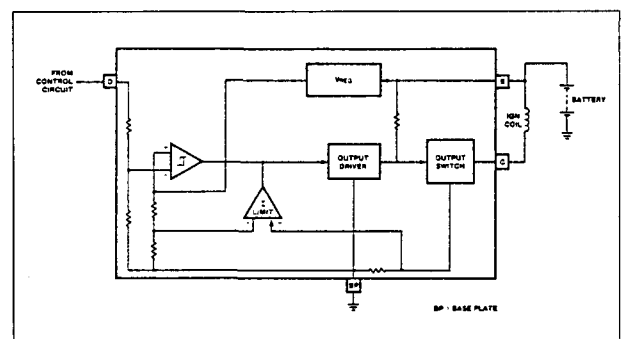 FROM
CONTROL
CIRCUIT
D
VREG
B
BATTERY
IGN
COIL
OUTPUT
DRIVER
OUTPUT
SWITCH
C
LIMIT
BP
BP - BASE PLATE